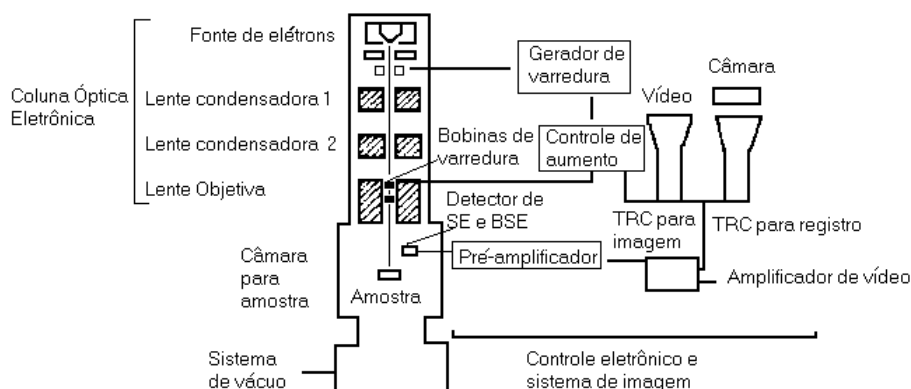 Fonte de elétrons
Gerador de
varredura
Câmara
Coluna Óptica
Eletrônica
Lente condensadora 1
Vídeo
Lente condensadora 2
Bobinas de
varredura
Controle de
aumento
Lente Objetiva
Detector de
SE e BSE
TRC para
imagem
TRC para registro
Câmara
para
amostra
Pré-amplificador
Amplificador de vídeo
Amostra
Sistema
de vácuo
Controle eletrônico e
sistema de imagem